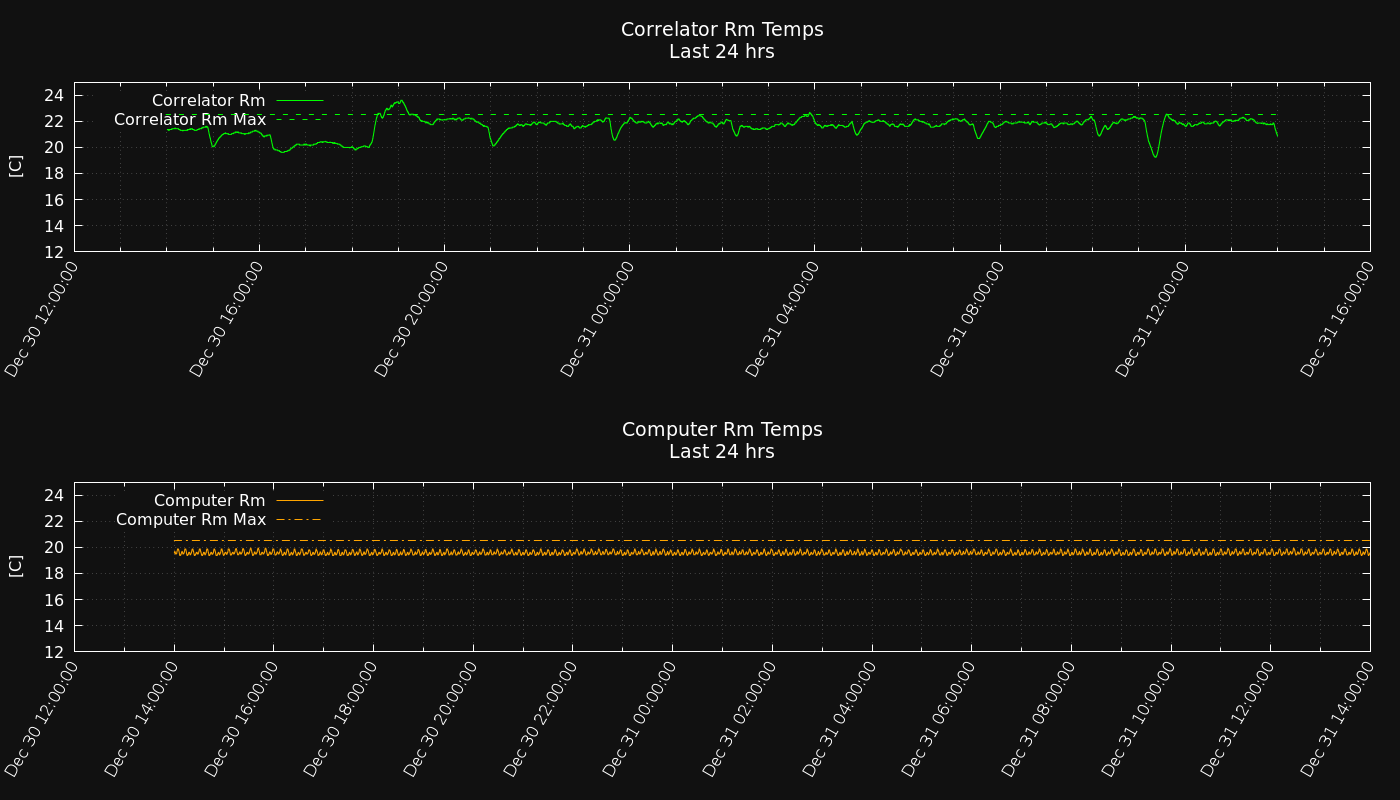 Correlator Rm Temps
Last 24 hrs
Correlator Rm
Correlator Rm Max
[C]
24
22
20
18
16
14
12
Dec 30 12:00:00
Dec 30 16:00:00
Dec 30 20:00:00
Dec 31 00:00:00
Dec 31 04:00:00
Dec 31 08:00:00
Dec 31 12:00:00
Dec 31 16:00:00
Computer Rm Temps
Last 24 hrs
Computer Rm
Computer Rm Max
[C]
24
22
20
18
16
14
12
Dec 30 12:00:00
Dec 30 14:00:00
Dec 30 16:00:00
Dec 30 18:00:00
Dec 30 20:00:00
Dec 30 22:00:00
Dec 31 00:00:00
Dec 31 02:00:00
Dec 31 04:00:00
Dec 31 06:00:00
Dec 31 08:00:00
Dec 31 10:00:00
Dec 31 12:00:00
Dec 31 14:00:00